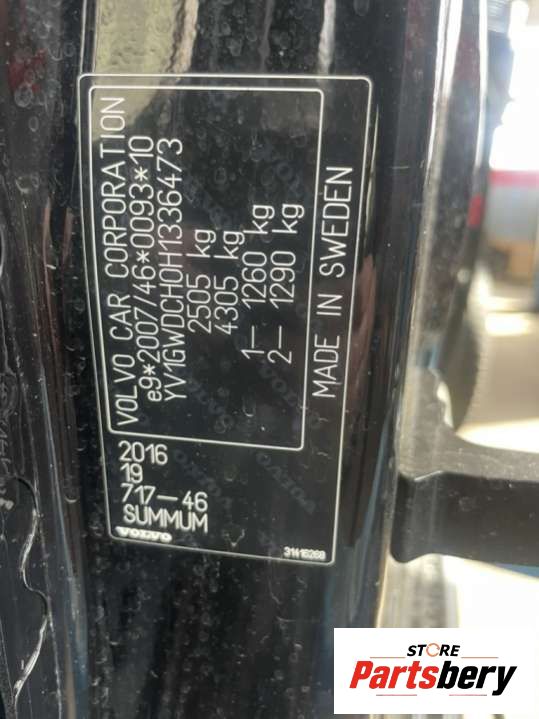 VOLVO CAR CORPORATION
e9*2007/46*0093*10
YV1GWDCH0H1336473
2505 kg
4305 kg
1– 1260 kg
2– 1290 kg
MADE IN SWEDEN
2016
19
717–46
SUMMUM
VOLVO
31416268
STORE
Partsbery